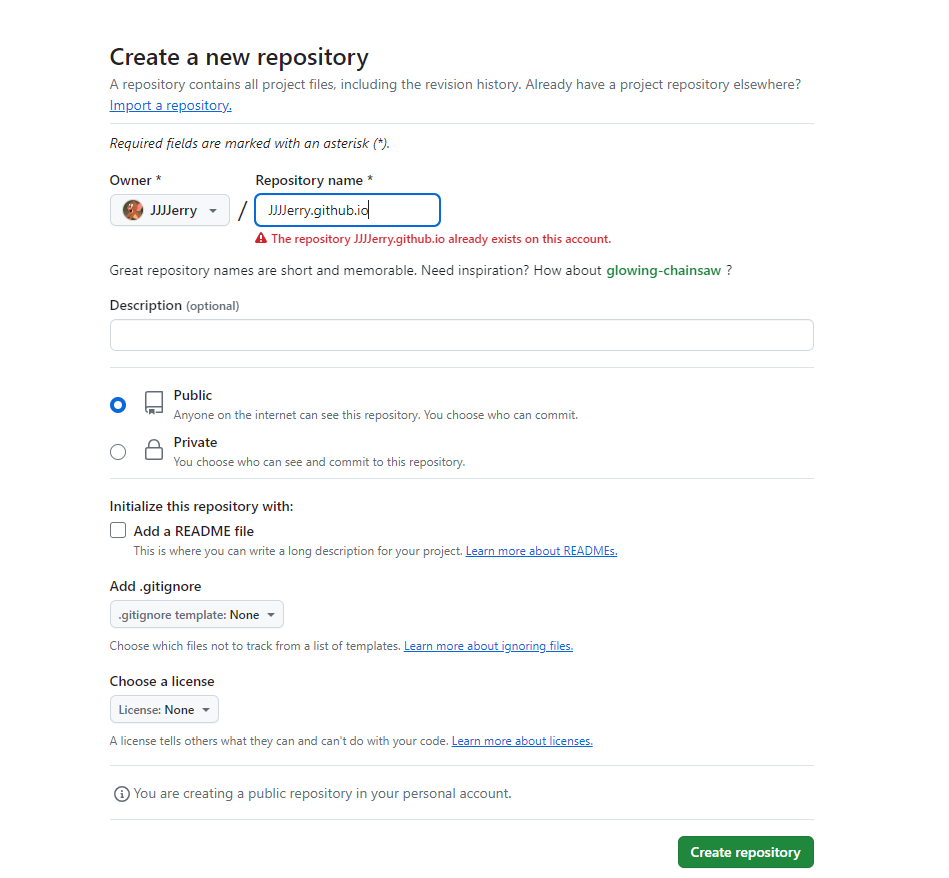 Create a new repository
A repository contains all project files, including the revision history. Already have a project repository elsewhere?
Import a repository.
Required fields are marked with an asterisk (*).
Owner *
Repository name *
JJJJerry
/
JJJJerry.github.io
The repository JJJJerry.github.io already exists on this account.
Great repository names are short and memorable. Need inspiration? How about glowing-chainsaw ?
Description (optional)
Public
Anyone on the internet can see this repository. You choose who can commit.
Private
You choose who can see and commit to this repository.
Initialize this repository with:
Add a README file
This is where you can write a long description for your project. Learn more about READMEs.
Add .gitignore
.gitignore template: None
Choose which files not to track from a list of templates. Learn more about ignoring files.
Choose a license
License: None
A license tells others what they can and can't do with your code. Learn more about licenses.
You are creating a public repository in your personal account.
Create repository